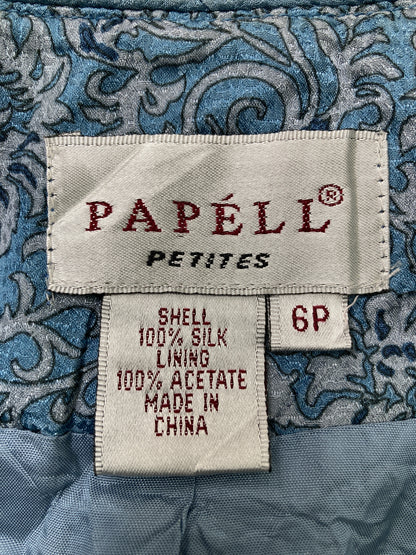 PAPÉLL®
PETITES
6P
SHELL
100% SILK
LINING
100% ACETATE
MADE IN
CHINA